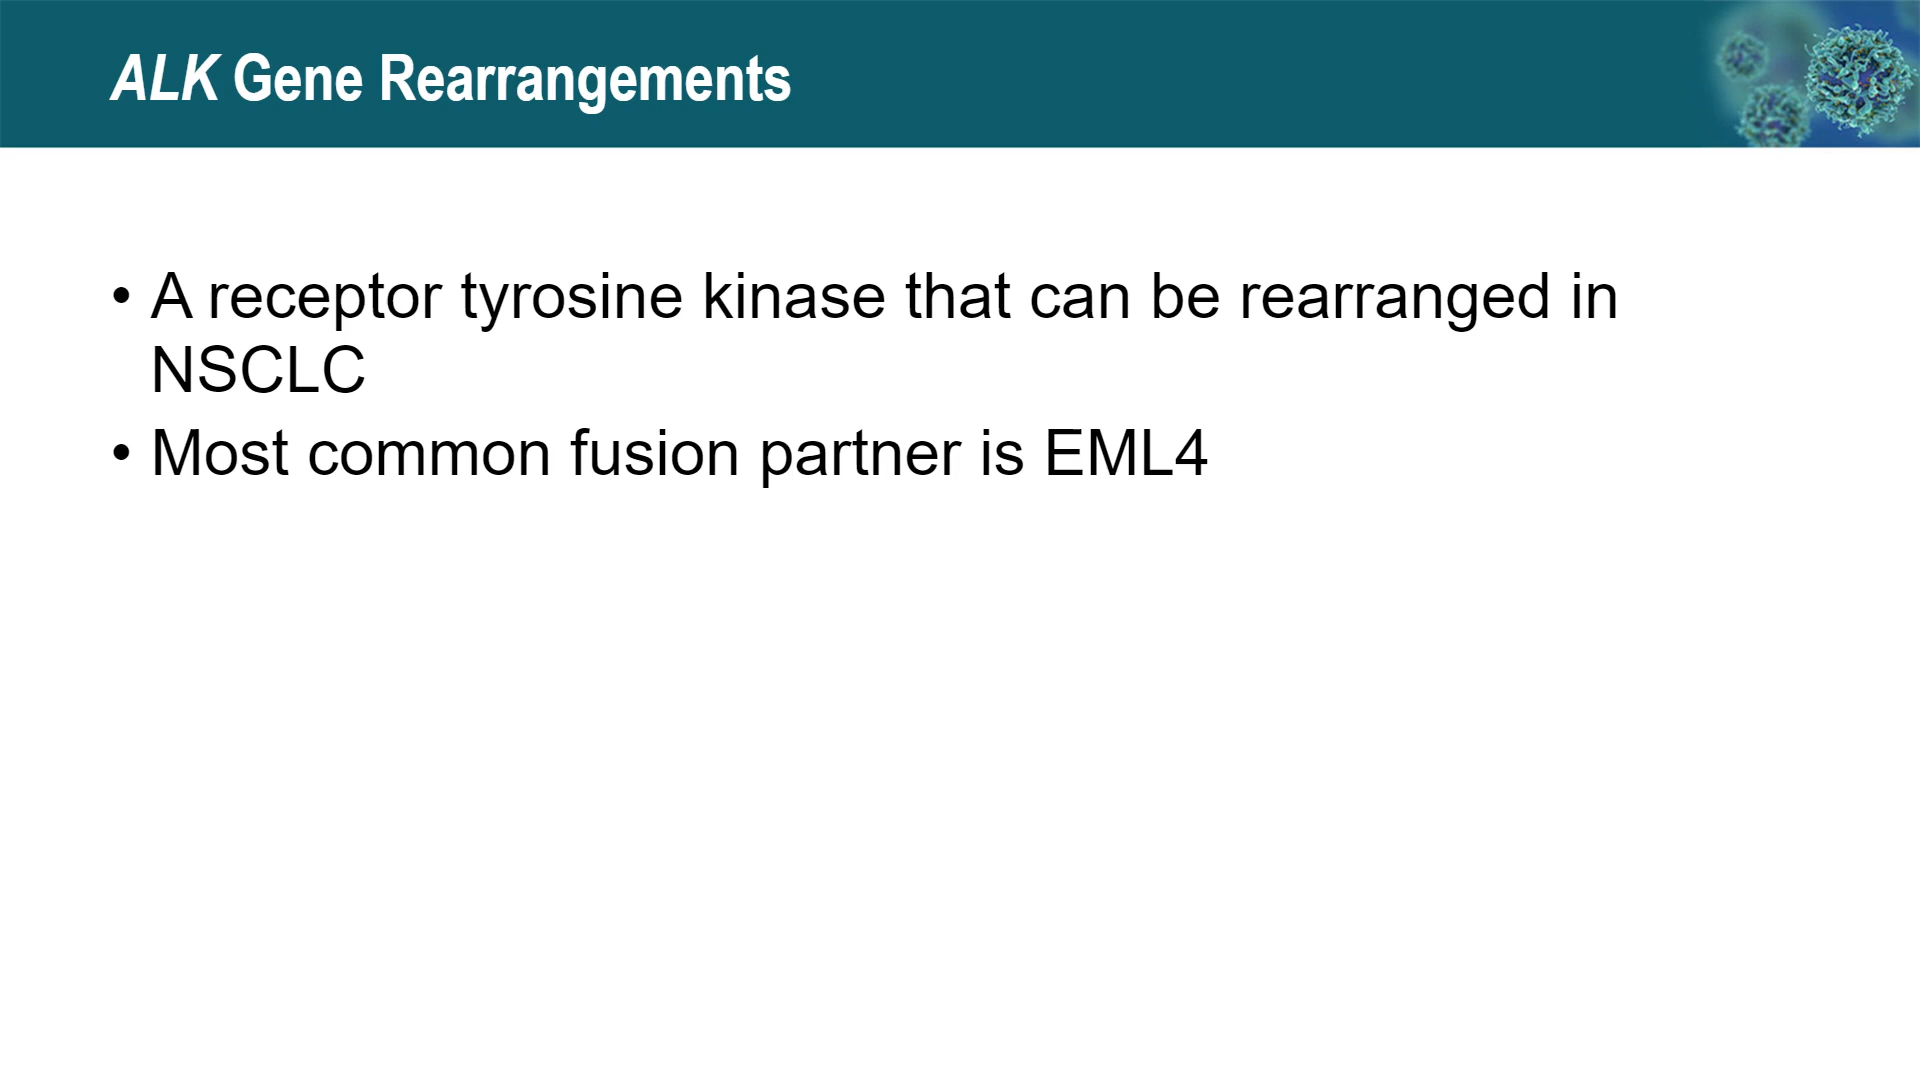 ALK Gene Rearrangements
• A receptor tyrosine kinase that can be rearranged in
NSCLC
• Most common fusion partner is EML4